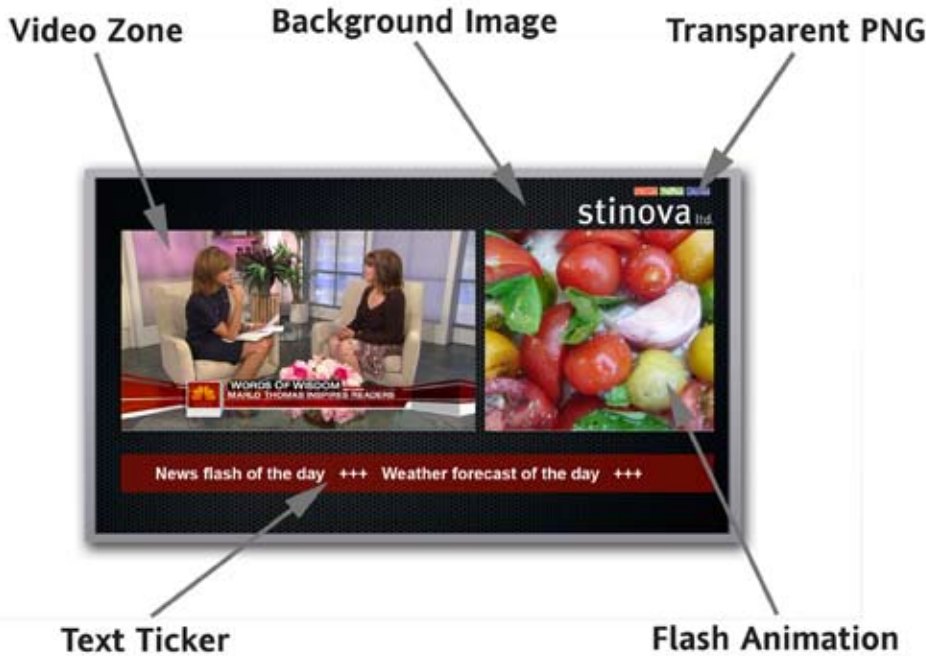 Video Zone
Background Image
Transparent PNG
stinova ltd.
WORDS OF WISDOM
MARLO THOMAS INSPIRES READERS
News flash of the day +++ Weather forecast of the day +++
Text Ticker
Flash Animation